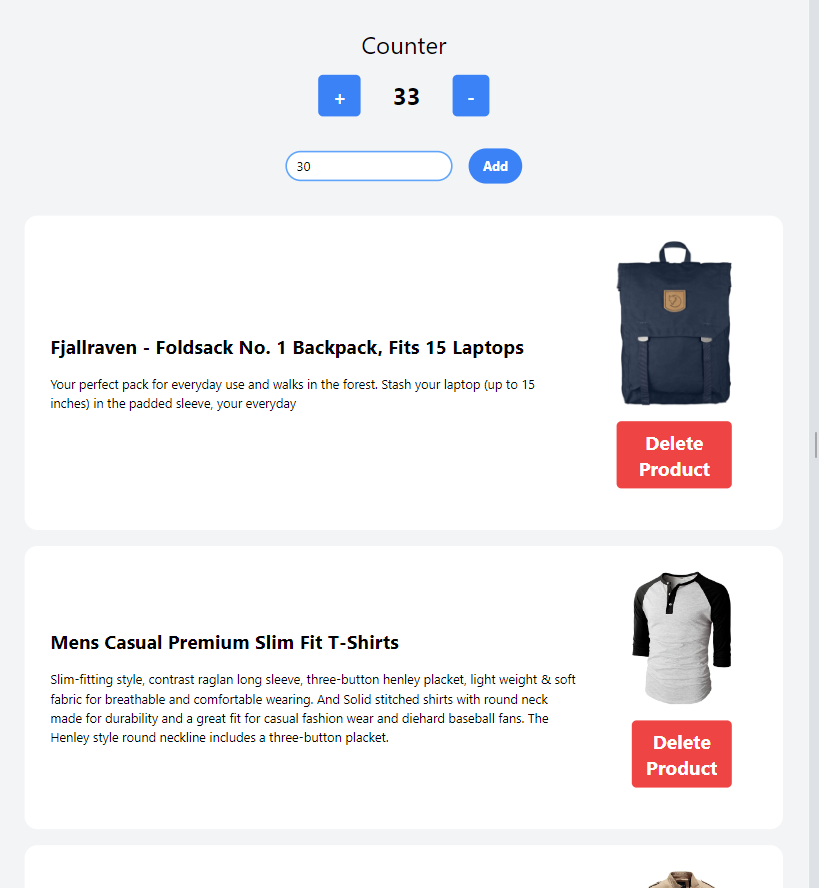 Counter
+ 33 -
30 Add
Fjallraven - Foldsack No. 1 Backpack, Fits 15 Laptops
Your perfect pack for everyday use and walks in the forest. Stash your laptop (up to 15
inches) in the padded sleeve, your everyday
Delete
Product
Mens Casual Premium Slim Fit T-Shirts
Slim-fitting style, contrast raglan long sleeve, three-button henley placket, light weight & soft
fabric for breathable and comfortable wearing. And Solid stitched shirts with round neck
made for durability and a great fit for casual fashion wear and diehard baseball fans. The
Henley style round neckline includes a three-button placket.
Delete
Product